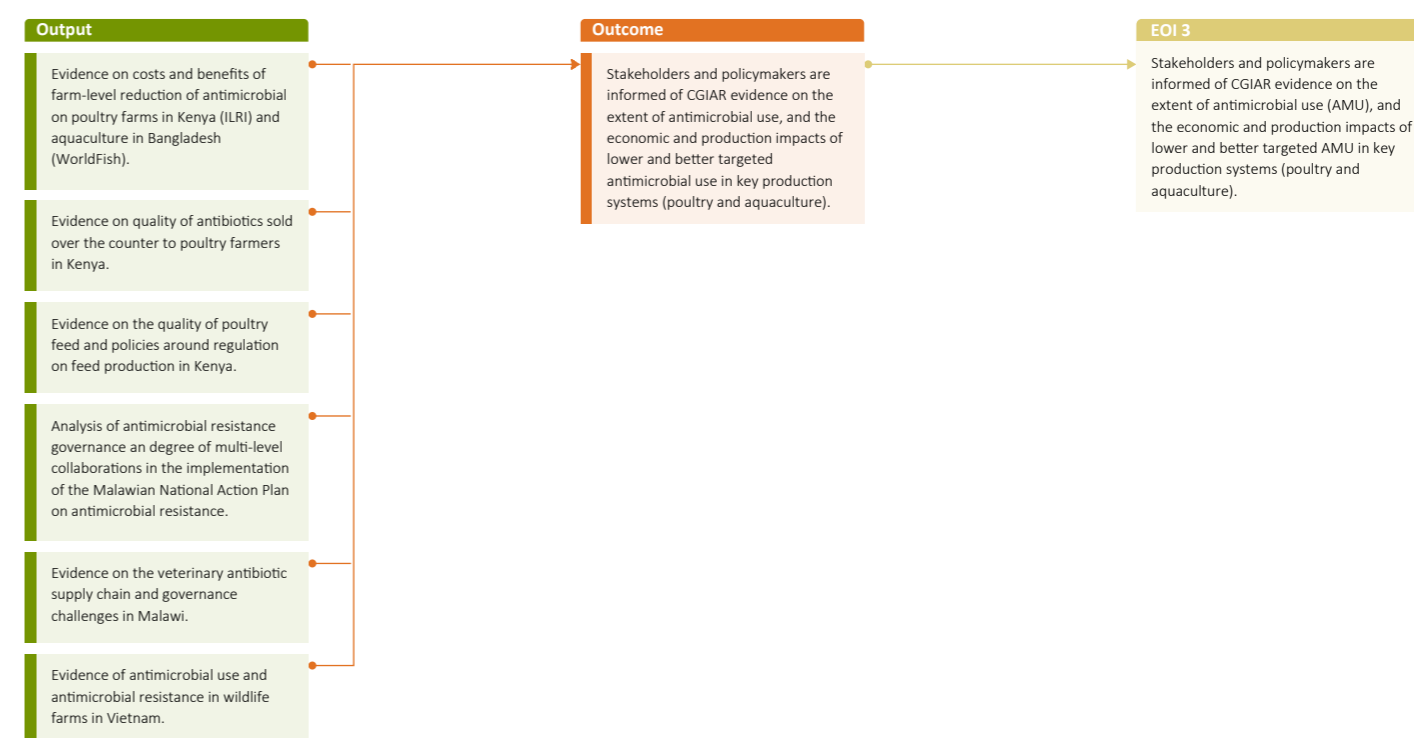 Output
Evidence on costs and benefits of
farm-level reduction of antimicrobial
on poultry farms in Kenya (ILRI) and
aquaculture in Bangladesh
(WorldFish).
Evidence on quality of antibiotics sold
over the counter to poultry farmers
in Kenya.
Evidence on the quality of poultry
feed and policies around regulation
on feed production in Kenya.
Analysis of antimicrobial resistance
governance an degree of multi-level
collaborations in the implementation
of the Malawian National Action Plan
on antimicrobial resistance.
Evidence on the veterinary antibiotic
supply chain and governance
challenges in Malawi.
Evidence of antimicrobial use and
antimicrobial resistance in wildlife
farms in Vietnam.
Outcome
Stakeholders and policymakers are
informed of CGIAR evidence on the
extent of antimicrobial use, and the
economic and production impacts of
lower and better targeted
antimicrobial use in key production
systems (poultry and aquaculture).
EOI 3
Stakeholders and policymakers are
informed of CGIAR evidence on the
extent of antimicrobial use (AMU), and
the economic and production impacts of
lower and better targeted AMU in key
production systems (poultry and
aquaculture).